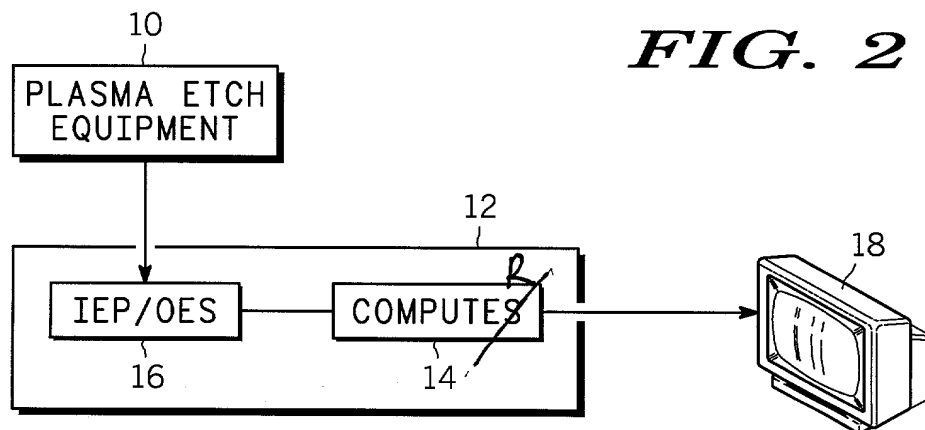 10
FIG. 2
PLASMA ETCH
EQUIPMENT
12
18
R
IEP/OES
COMPUTES
16
14